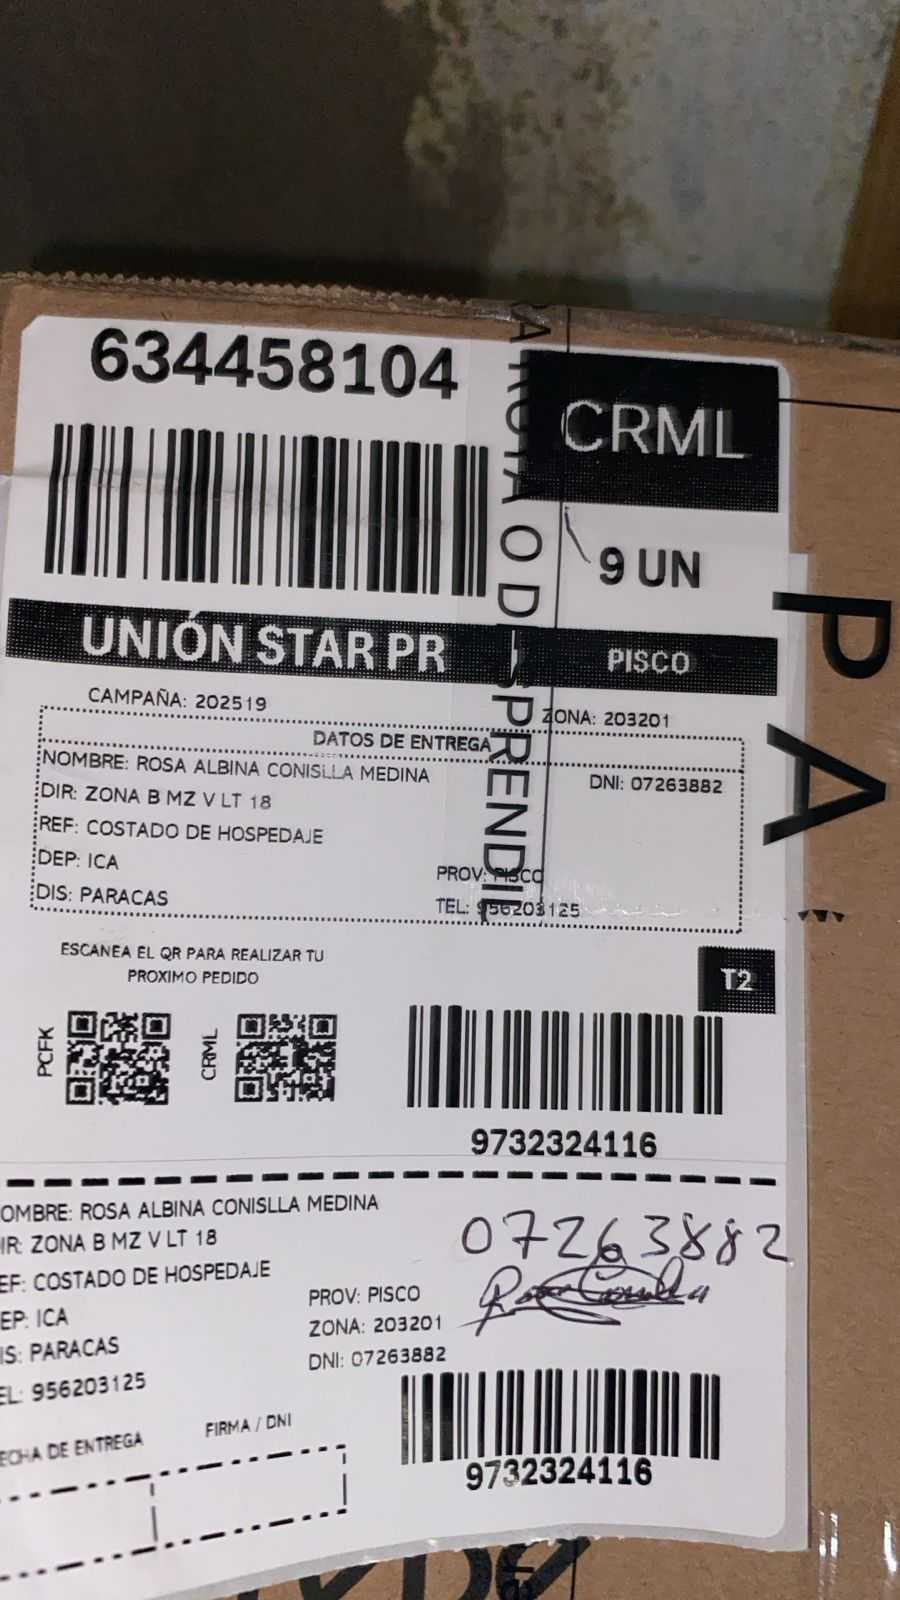 634458104
CRML
9 UN
UNIÓN STAR PR
PISCO
CAMPAÑA: 202519
ZONA: 203201
DATOS DE ENTREGA
NOMBRE: ROSA ALBINA CONISLLA MEDINA
DNI: 07263882
DIR: ZONA B MZ V LT 18
REF: COSTADO DE HOSPEDAJE
DEP: ICA
PROV: PISCO
DIS: PARACAS
TEL: 956203125
ESCANEA EL QR PARA REALIZAR TU
PROXIMO PEDIDO
T2
PCFK
CRML
9732324116
OMBRE: ROSA ALBINA CONISLLA MEDINA
07263882
IR: ZONA B MZ V LT 18
EF: COSTADO DE HOSPEDAJE
PROV: PISCO
EP: ICA
ZONA: 203201
IS: PARACAS
DNI: 07263882
EL: 956203125
FIRMA / DNI
ECHA DE ENTREGA
9732324116
O DESPRENDI
P A